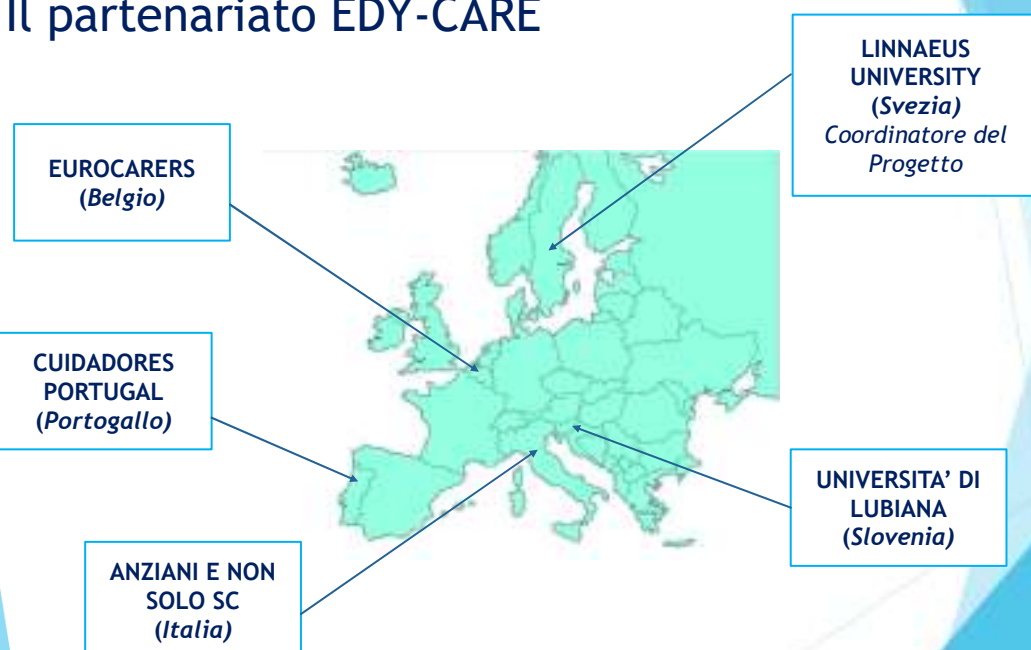 Il partenariato EDY-CARE
LINNAEUS
UNIVERSITY
(Svezia)
Coordinatore del
Progetto
EUROCARERS
(Belgio)
CUIDADORES
PORTUGAL
(Portogallo)
UNIVERSITA’ DI
LUBIANA
(Slovenia)
ANZIANI E NON
SOLO SC
(Italia)